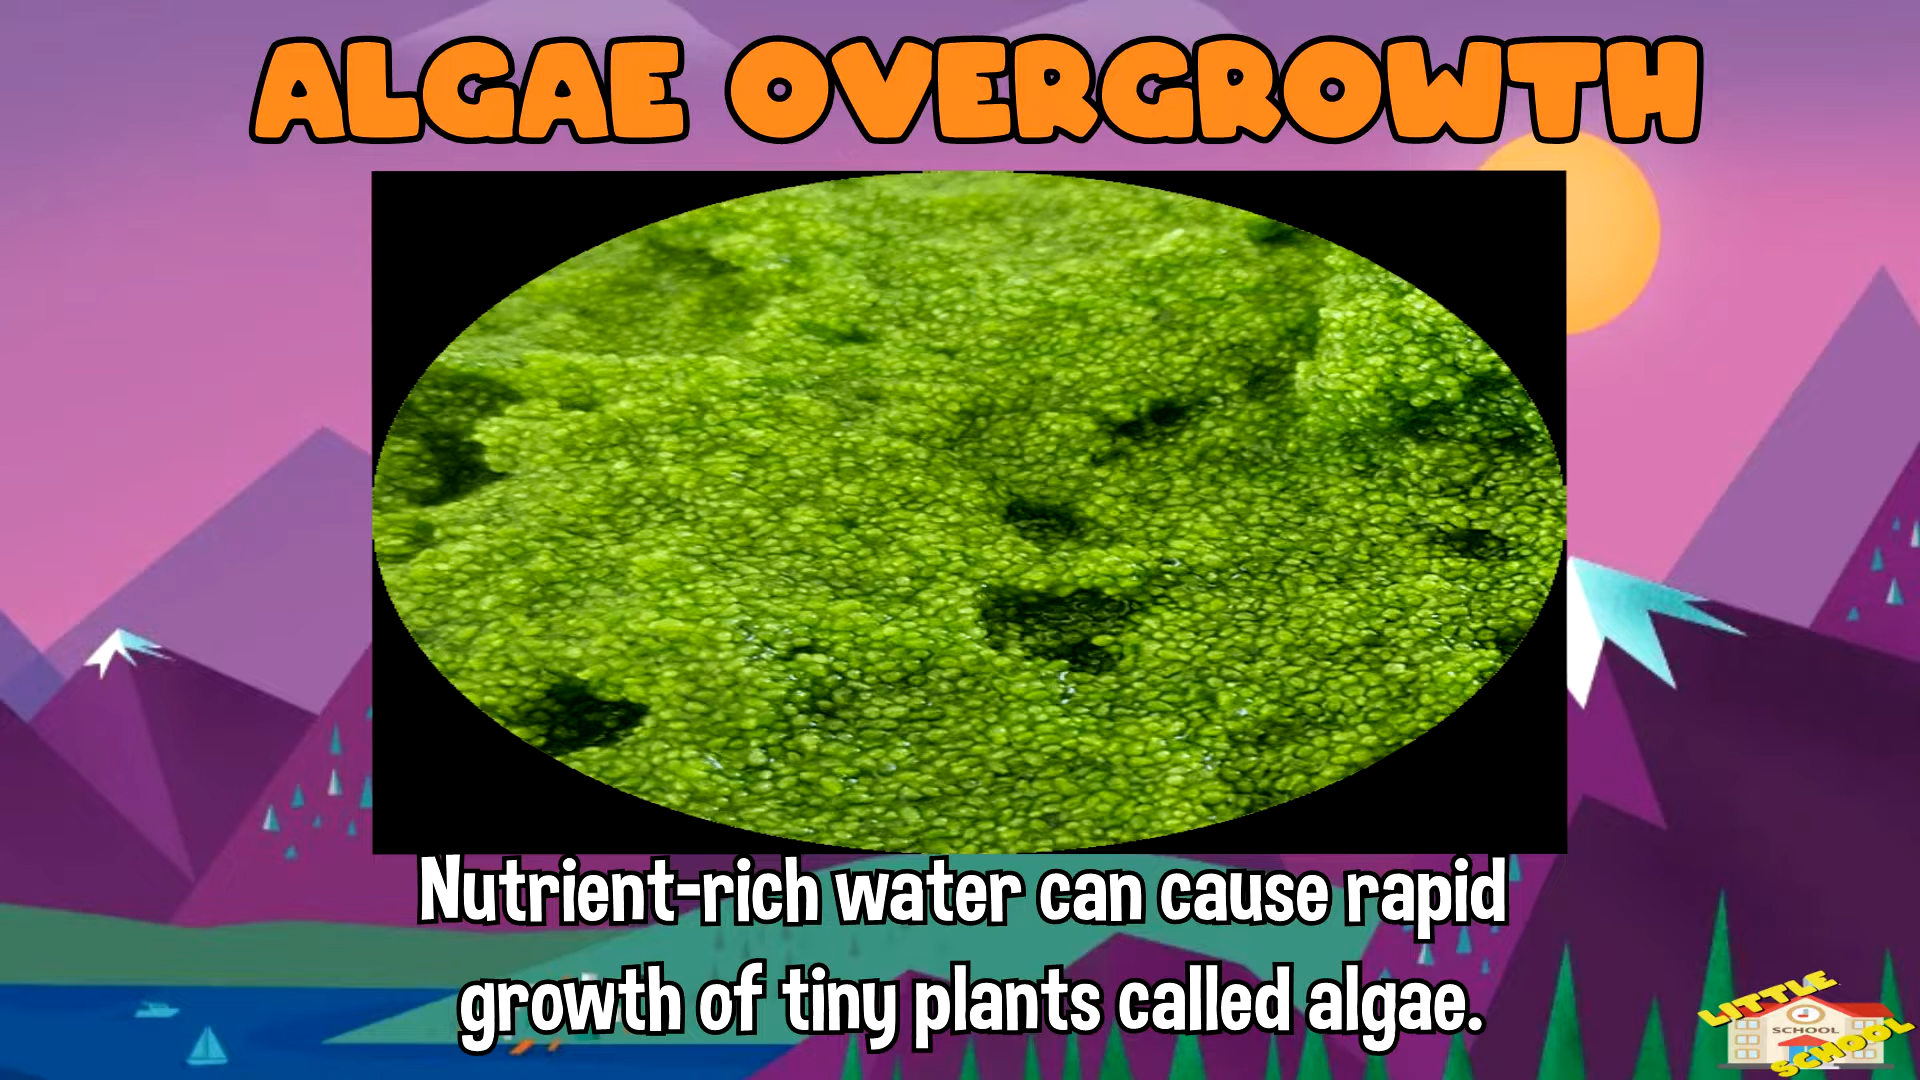 ALGAE OVERGROWTH
Nutrient-rich water can cause rapid
growth of tiny plants called algae.
LITTLE
SCHOOL
SCHOOL